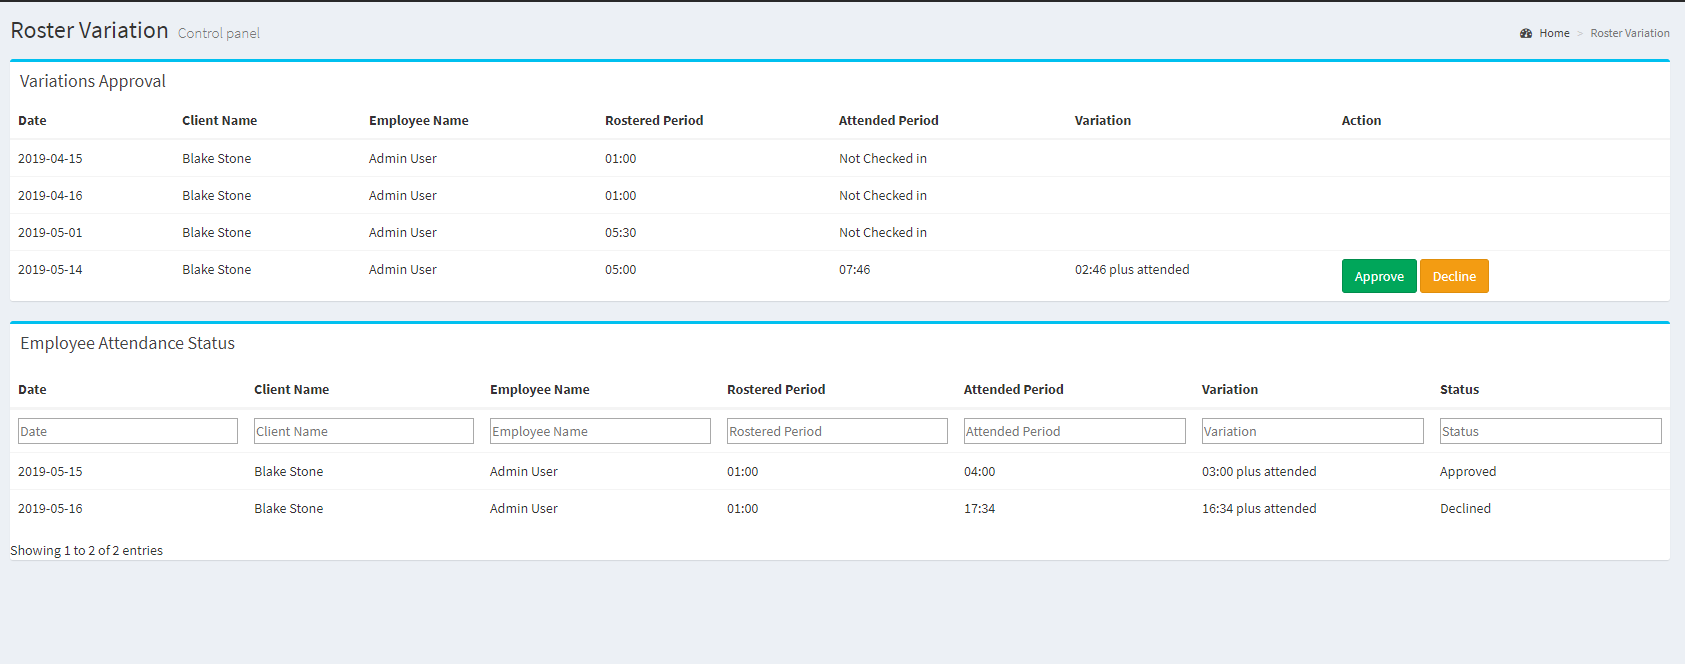 Roster Variation Control panel
Home > Roster Variation
Variations Approval
Date Client Name Employee Name Rostered Period Attended Period Variation Action
2019-04-15 Blake Stone Admin User 01:00 Not Checked in
2019-04-16 Blake Stone Admin User 01:00 Not Checked in
2019-05-01 Blake Stone Admin User 05:30 Not Checked in
2019-05-14 Blake Stone Admin User 05:00 07:46 02:46 plus attended Approve Decline
Employee Attendance Status
Date Client Name Employee Name Rostered Period Attended Period Variation Status
Date Client Name Employee Name Rostered Period Attended Period Variation Status
2019-05-15 Blake Stone Admin User 01:00 04:00 03:00 plus attended Approved
2019-05-16 Blake Stone Admin User 01:00 17:34 16:34 plus attended Declined
Showing 1 to 2 of 2 entries